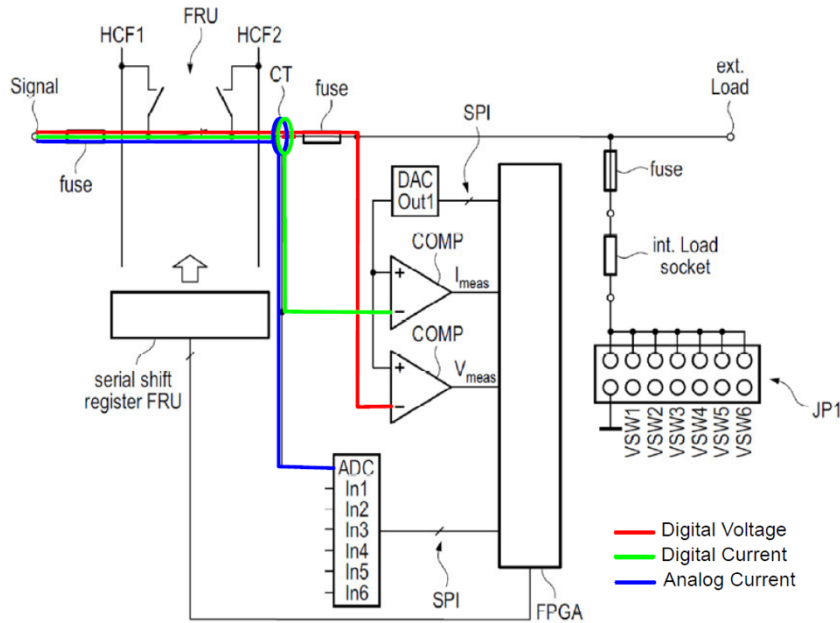 FRU
HCF1
HCF2
CT
fuse
Signal
ext.
Load
fuse
SPI
DAC
Out1
fuse
COMP
int. Load
socket
+
Imeas
−
COMP
+
Vmeas
−
serial shift
register FRU
JP1
VSW1
VSW2
VSW3
VSW4
VSW5
VSW6
ADC
In1
In2
In3
In4
In5
In6
SPI
FPGA
Digital Voltage
Digital Current
Analog Current